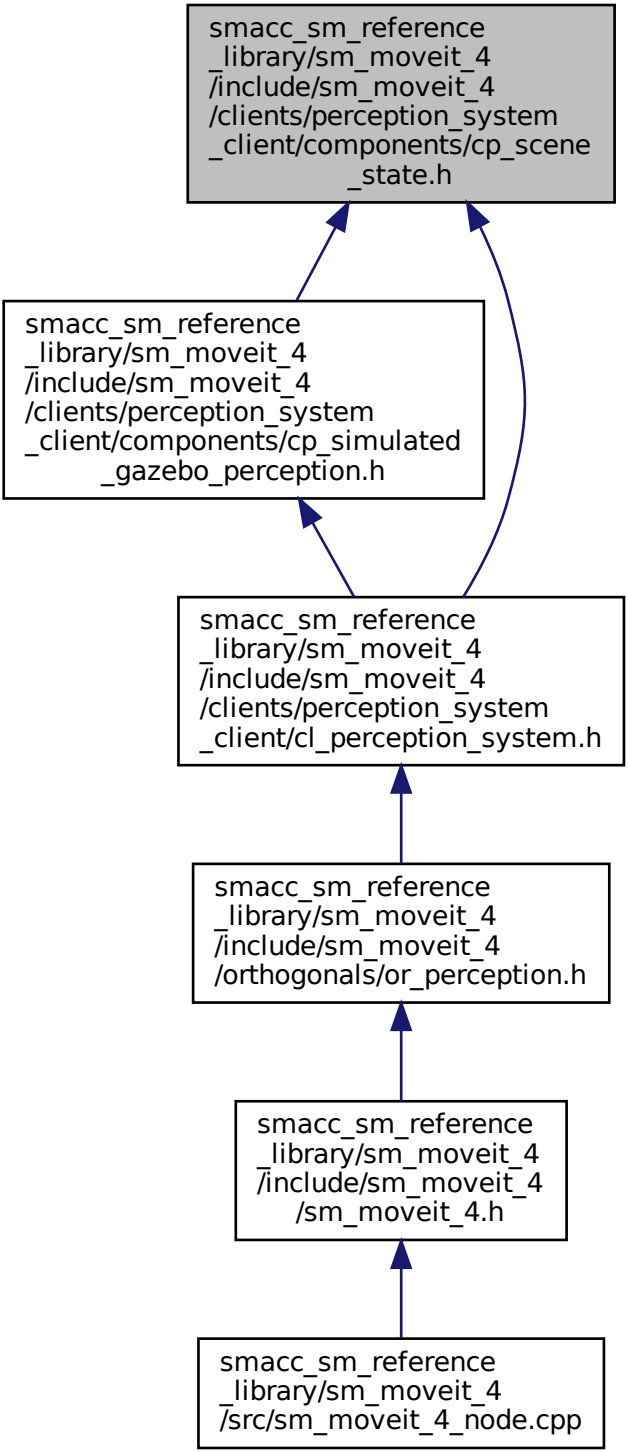 smacc_sm_reference
_library/sm_moveit_4
/include/sm_moveit_4
/clients/perception_system
_client/components/cp_scene
_state.h
smacc_sm_reference
_library/sm_moveit_4
/include/sm_moveit_4
/clients/perception_system
_client/components/cp_simulated
_gazebo_perception.h
smacc_sm_reference
_library/sm_moveit_4
/include/sm_moveit_4
/clients/perception_system
_client/cl_perception_system.h
smacc_sm_reference
_library/sm_moveit_4
/include/sm_moveit_4
/orthogonals/or_perception.h
smacc_sm_reference
_library/sm_moveit_4
/include/sm_moveit_4
/sm_moveit_4.h
smacc_sm_reference
_library/sm_moveit_4
/src/sm_moveit_4_node.cpp